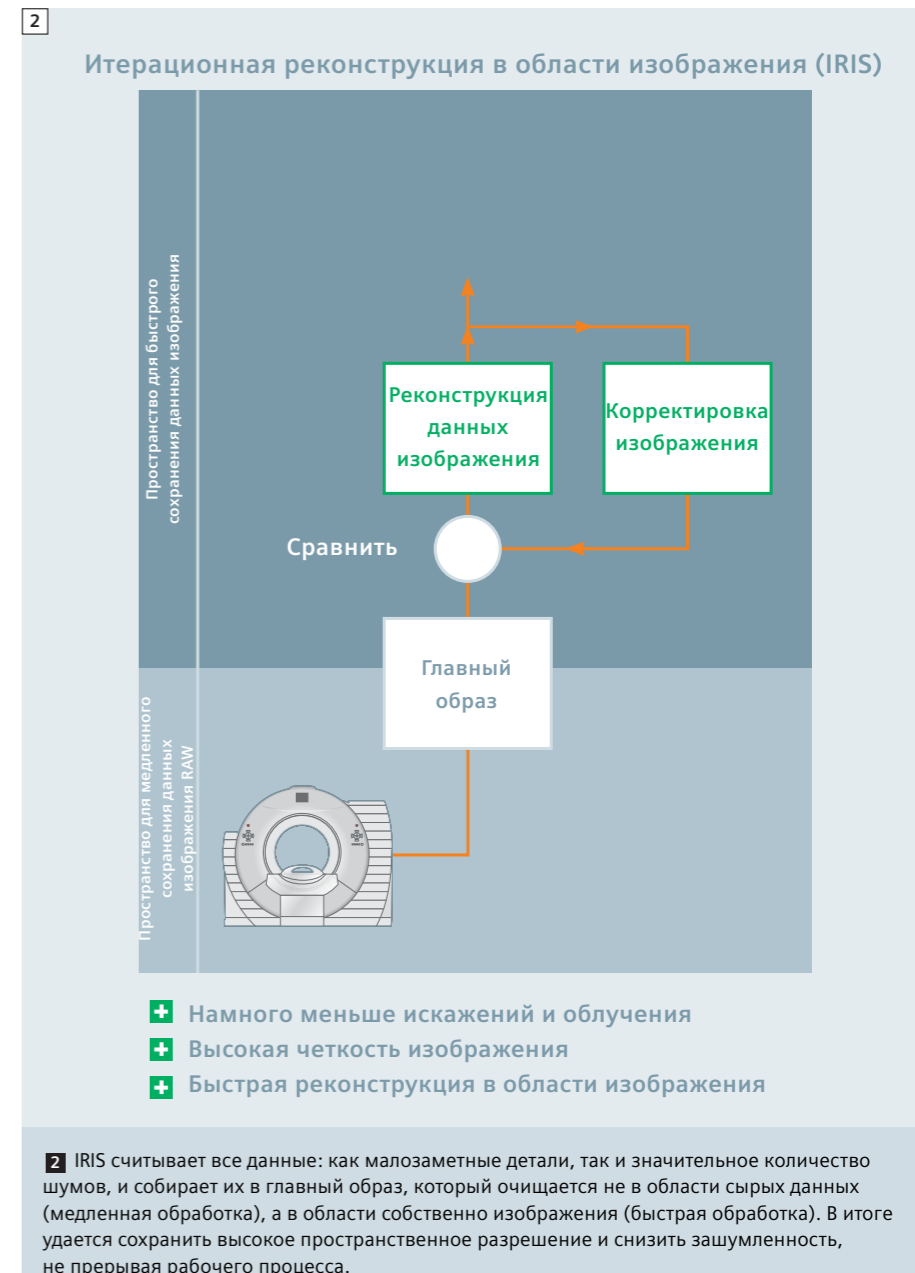 2
Итерационная реконструкция в области изображения (IRIS)
Пространство для быстрого
сохранения данных изображения
Реконструкция
данных
изображения
Корректировка
изображения
Сравнить
Главный
образ
Пространство для медленного
сохранения данных
изображения RAW
Намного меньше искажений и облучения
Высокая четкость изображения
Быстрая реконструкция в области изображения
2 IRIS считывает все данные: как малозаметные детали, так и значительное количество
шумов, и собирает их в главный образ, который очищается не в области сырых данных
(медленная обработка), а в области собственно изображения (быстрая обработка). В итоге
удается сохранить высокое пространственное разрешение и снизить зашумленность,
не прерывая рабочего процесса.